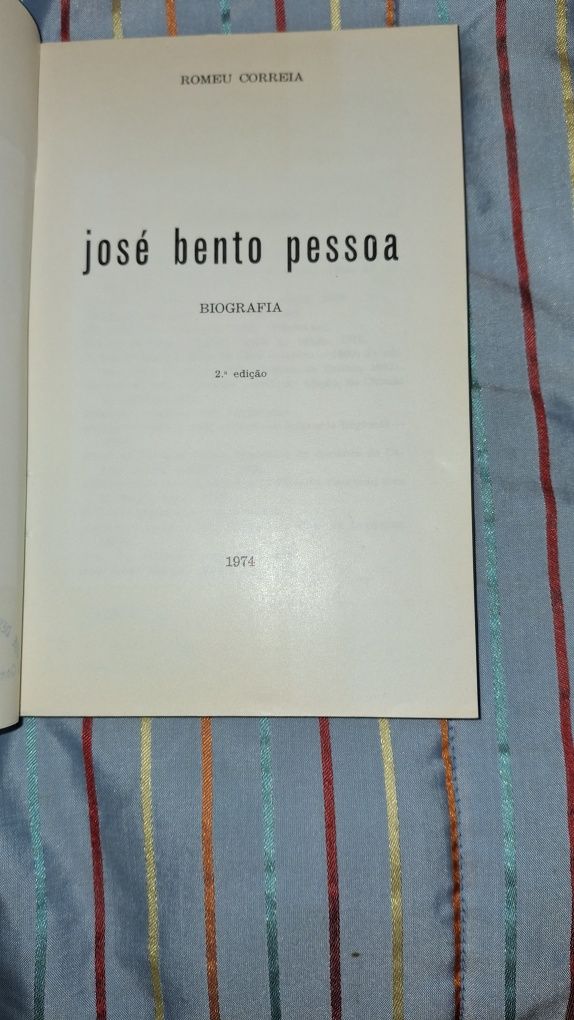 ROMEU CORREIA
josé bento pessoa
BIOGRAFIA
2.ª edição
1974